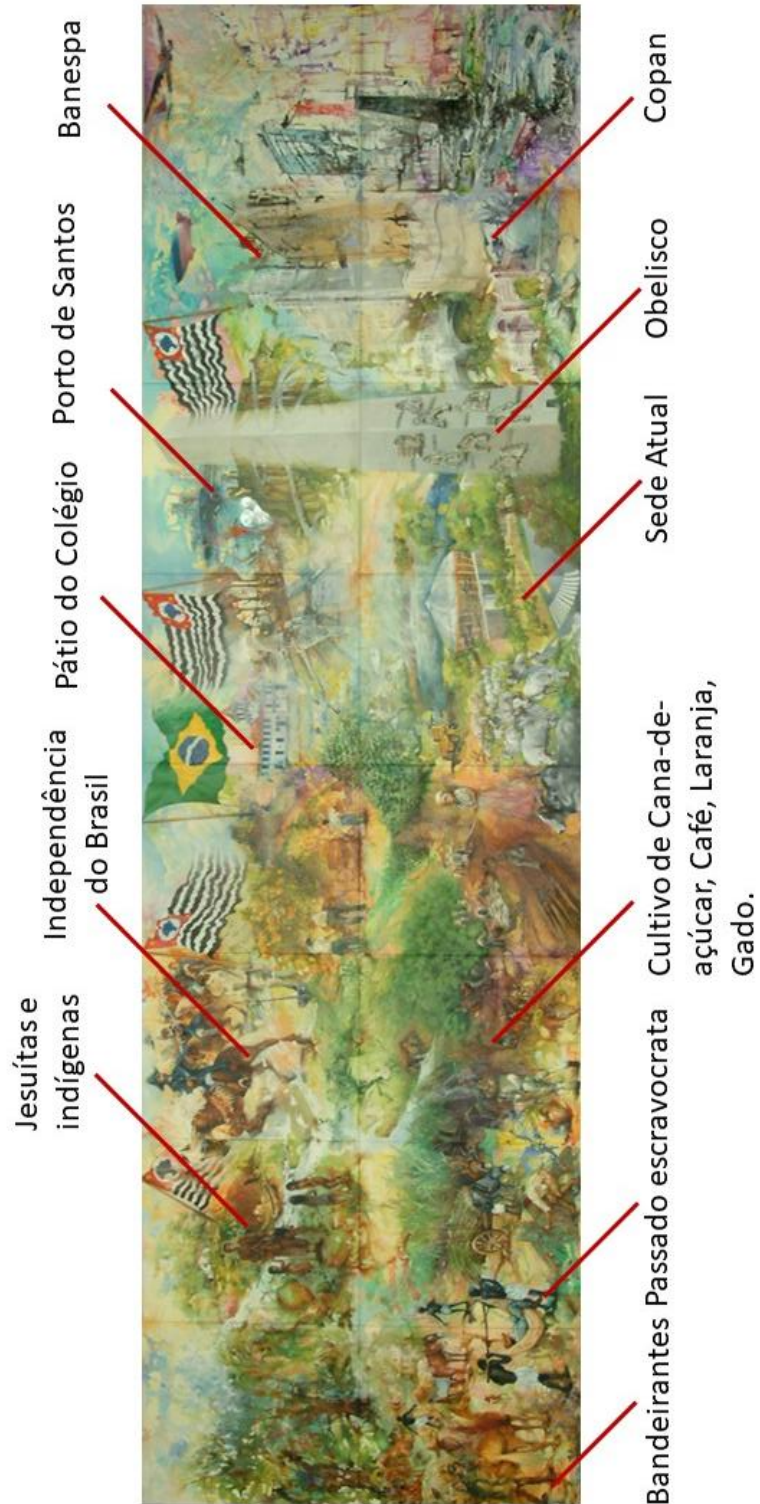 Jesuítas e
indígenas
Independência
do Brasil
Pátio do Colégio
Porto de Santos
Banespa
Bandeirantes
Passado escravocrata
Cultivo de Cana-de-
açúcar, Café, Laranja,
Gado.
Sede Atual
Obelisco
Copan